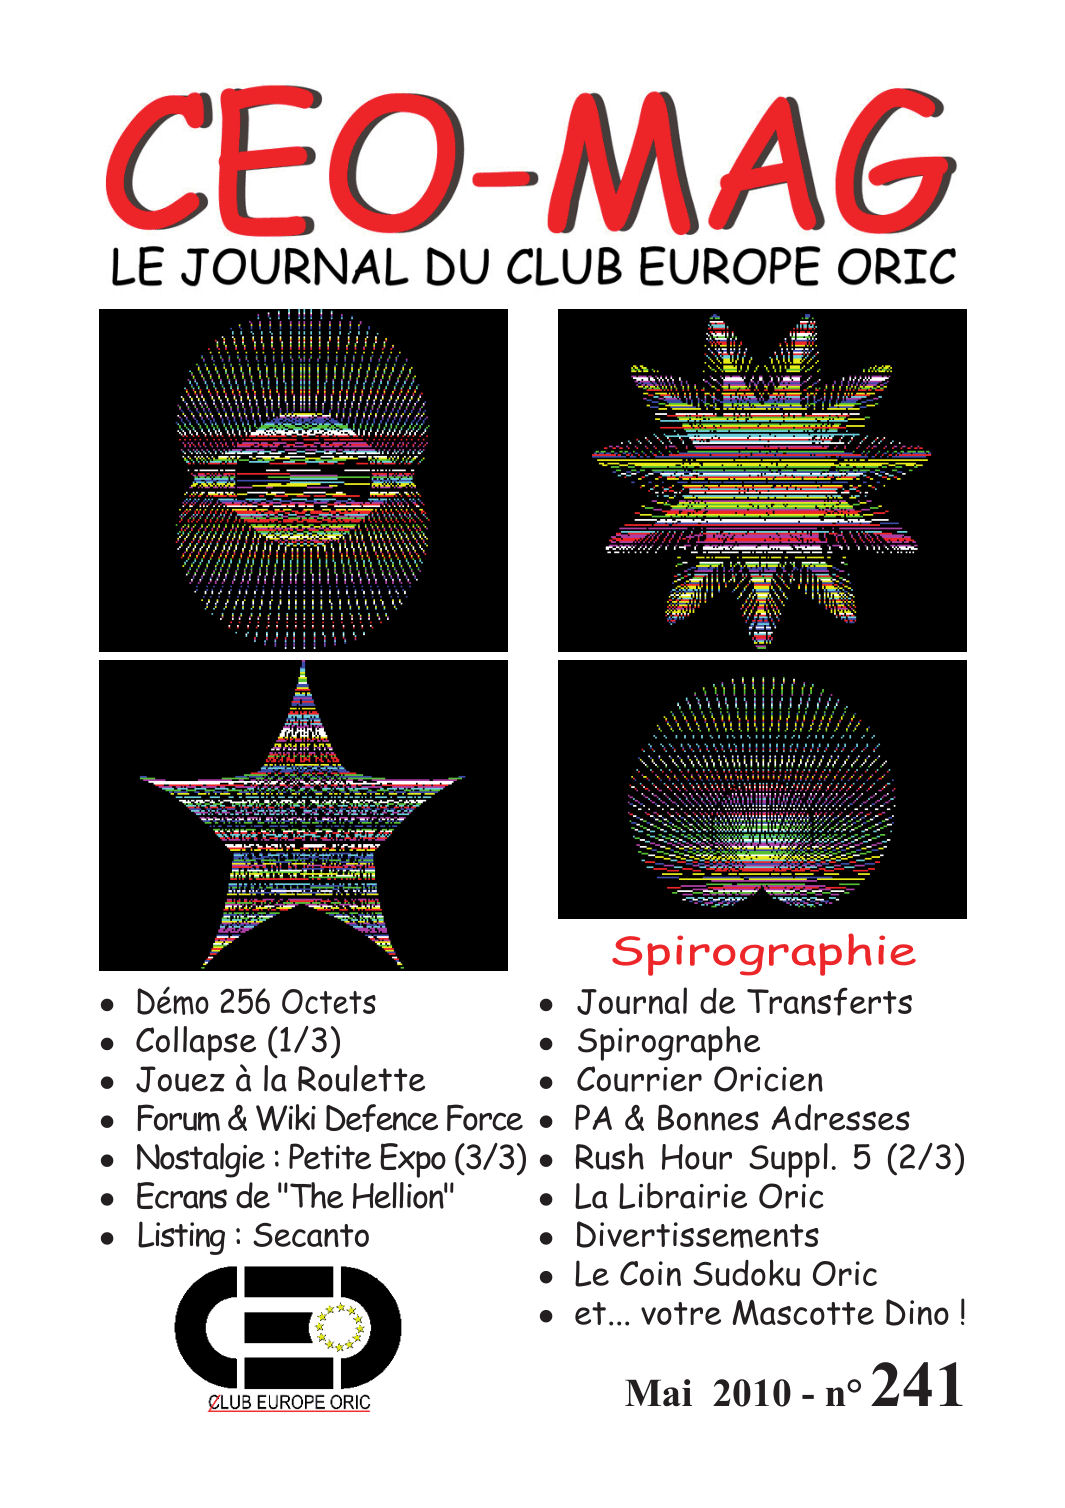 CEO-MAG
LE JOURNAL DU CLUB EUROPE ORIC
Spirographie
• Démo 256 Octets
• Collapse (1/3)
• Jouez à la Roulette
• Forum & Wiki Defence Force
• Nostalgie : Petite Expo (3/3)
• Ecrans de "The Hellion"
• Listing : Secanto
• Journal de Transferts
• Spirographe
• Courrier Oricien
• PA & Bonnes Adresses
• Rush Hour Suppl. 5 (2/3)
• La Librairie Oric
• Divertissements
• Le Coin Sudoku Oric
• et... votre Mascotte Dino !
CEO
CLUB EUROPE ORIC
Mai 2010 - n° 241